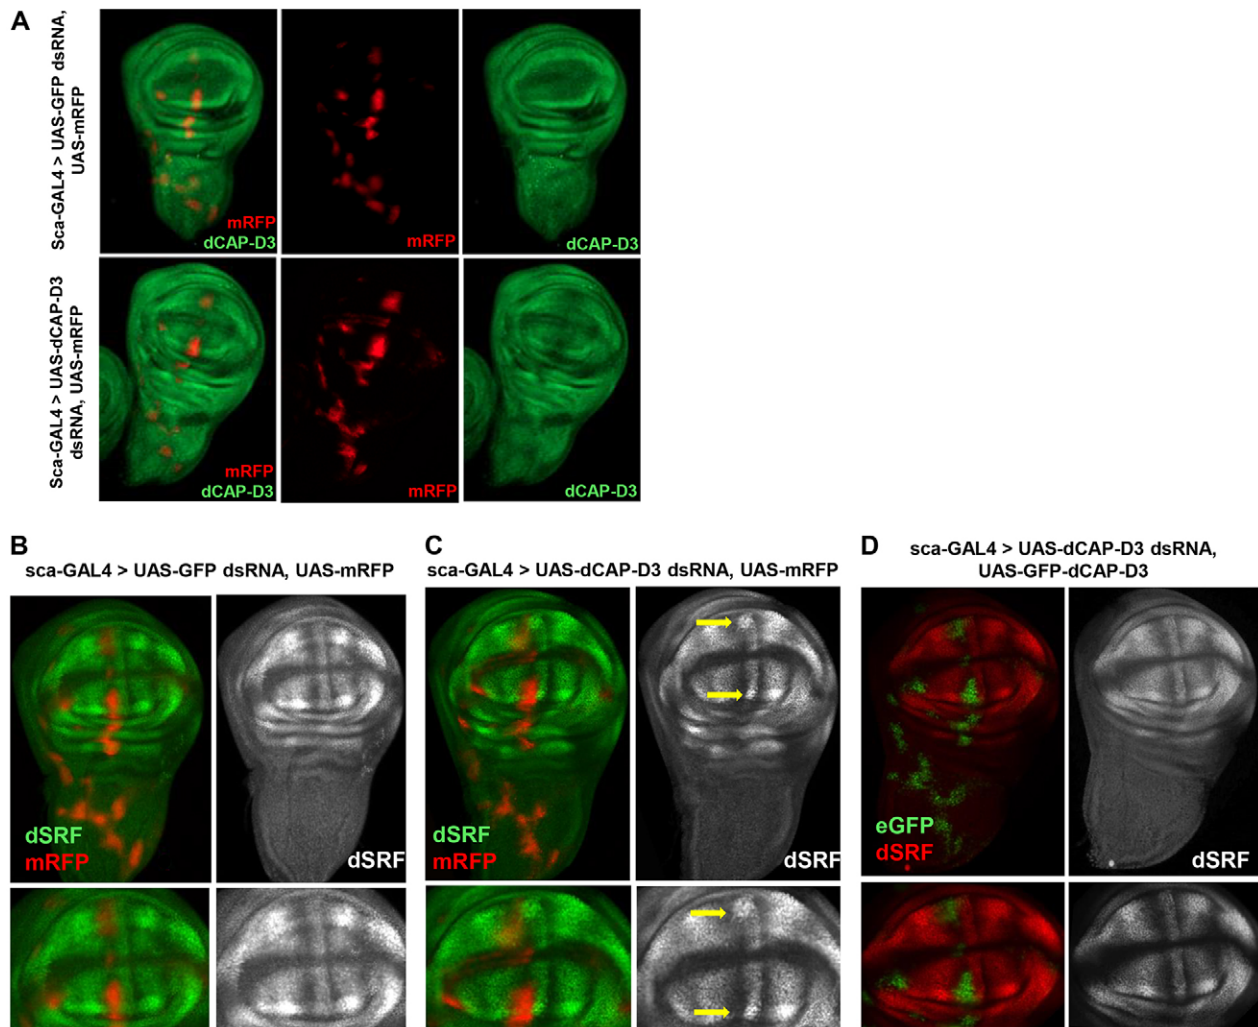 A
Sca-GAL4 > UAS-GFP dsRNA,
UAS-mRFP
mRFP
dCAP-D3
mRFP
dCAP-D3
Sca-GAL4 > UAS-dCAP-D3
dsRNA, UAS-mRFP
mRFP
dCAP-D3
mRFP
dCAP-D3
B
sca-GAL4 > UAS-GFP dsRNA, UAS-mRFP
dSRF
mRFP
dSRF
C
sca-GAL4 > UAS-dCAP-D3 dsRNA, UAS-mRFP
dSRF
mRFP
dSRF
D
sca-GAL4 > UAS-dCAP-D3 dsRNA,
UAS-GFP-dCAP-D3
eGFP
dSRF
dSRF